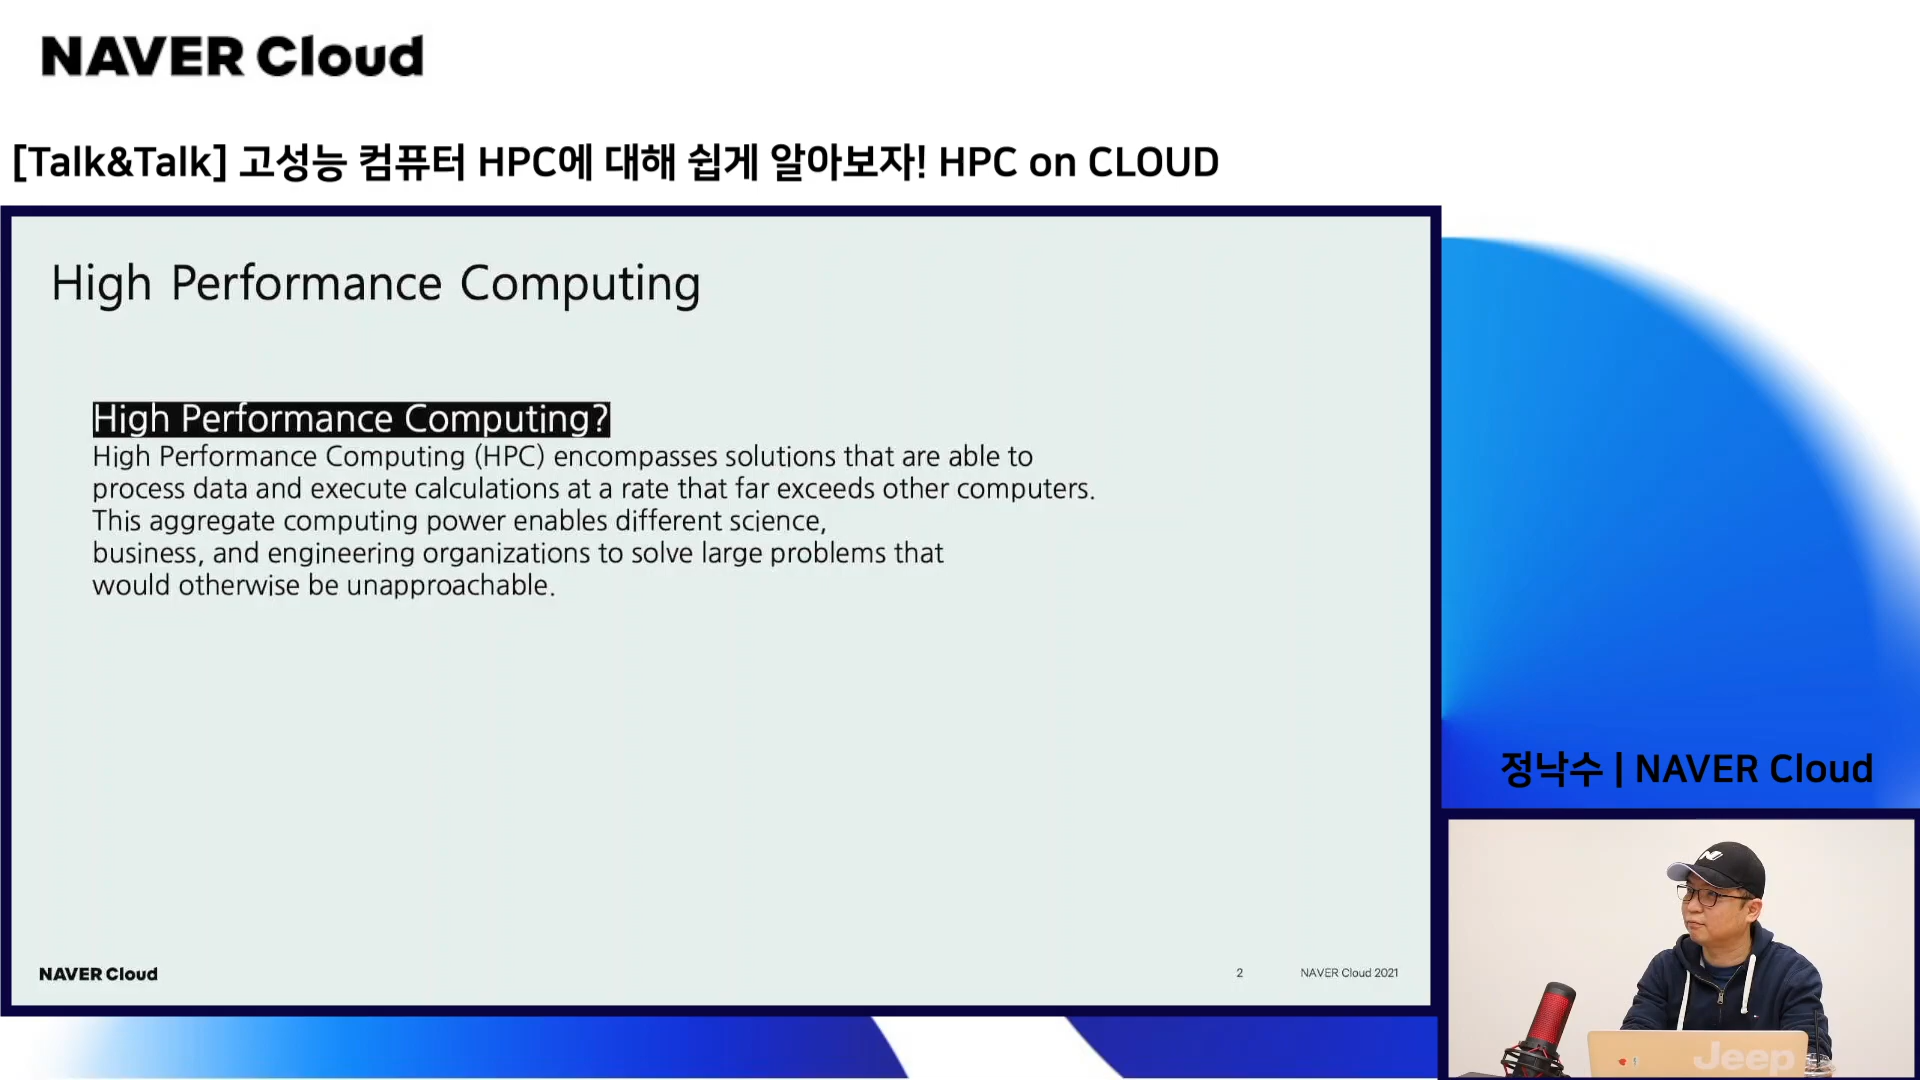 NAVER Cloud
[Talk&Talk] 고성능 컴퓨터 HPC에 대해 쉽게 알아보자! HPC on CLOUD
High Performance Computing
High Performance Computing?
High Performance Computing (HPC) encompasses solutions that are able to
process data and execute calculations at a rate that far exceeds other computers.
This aggregate computing power enables different science,
business, and engineering organizations to solve large problems that
would otherwise be unapproachable.
NAVER Cloud
2
NAVER Cloud 2021
정낙수 | NAVER Cloud
Jeep